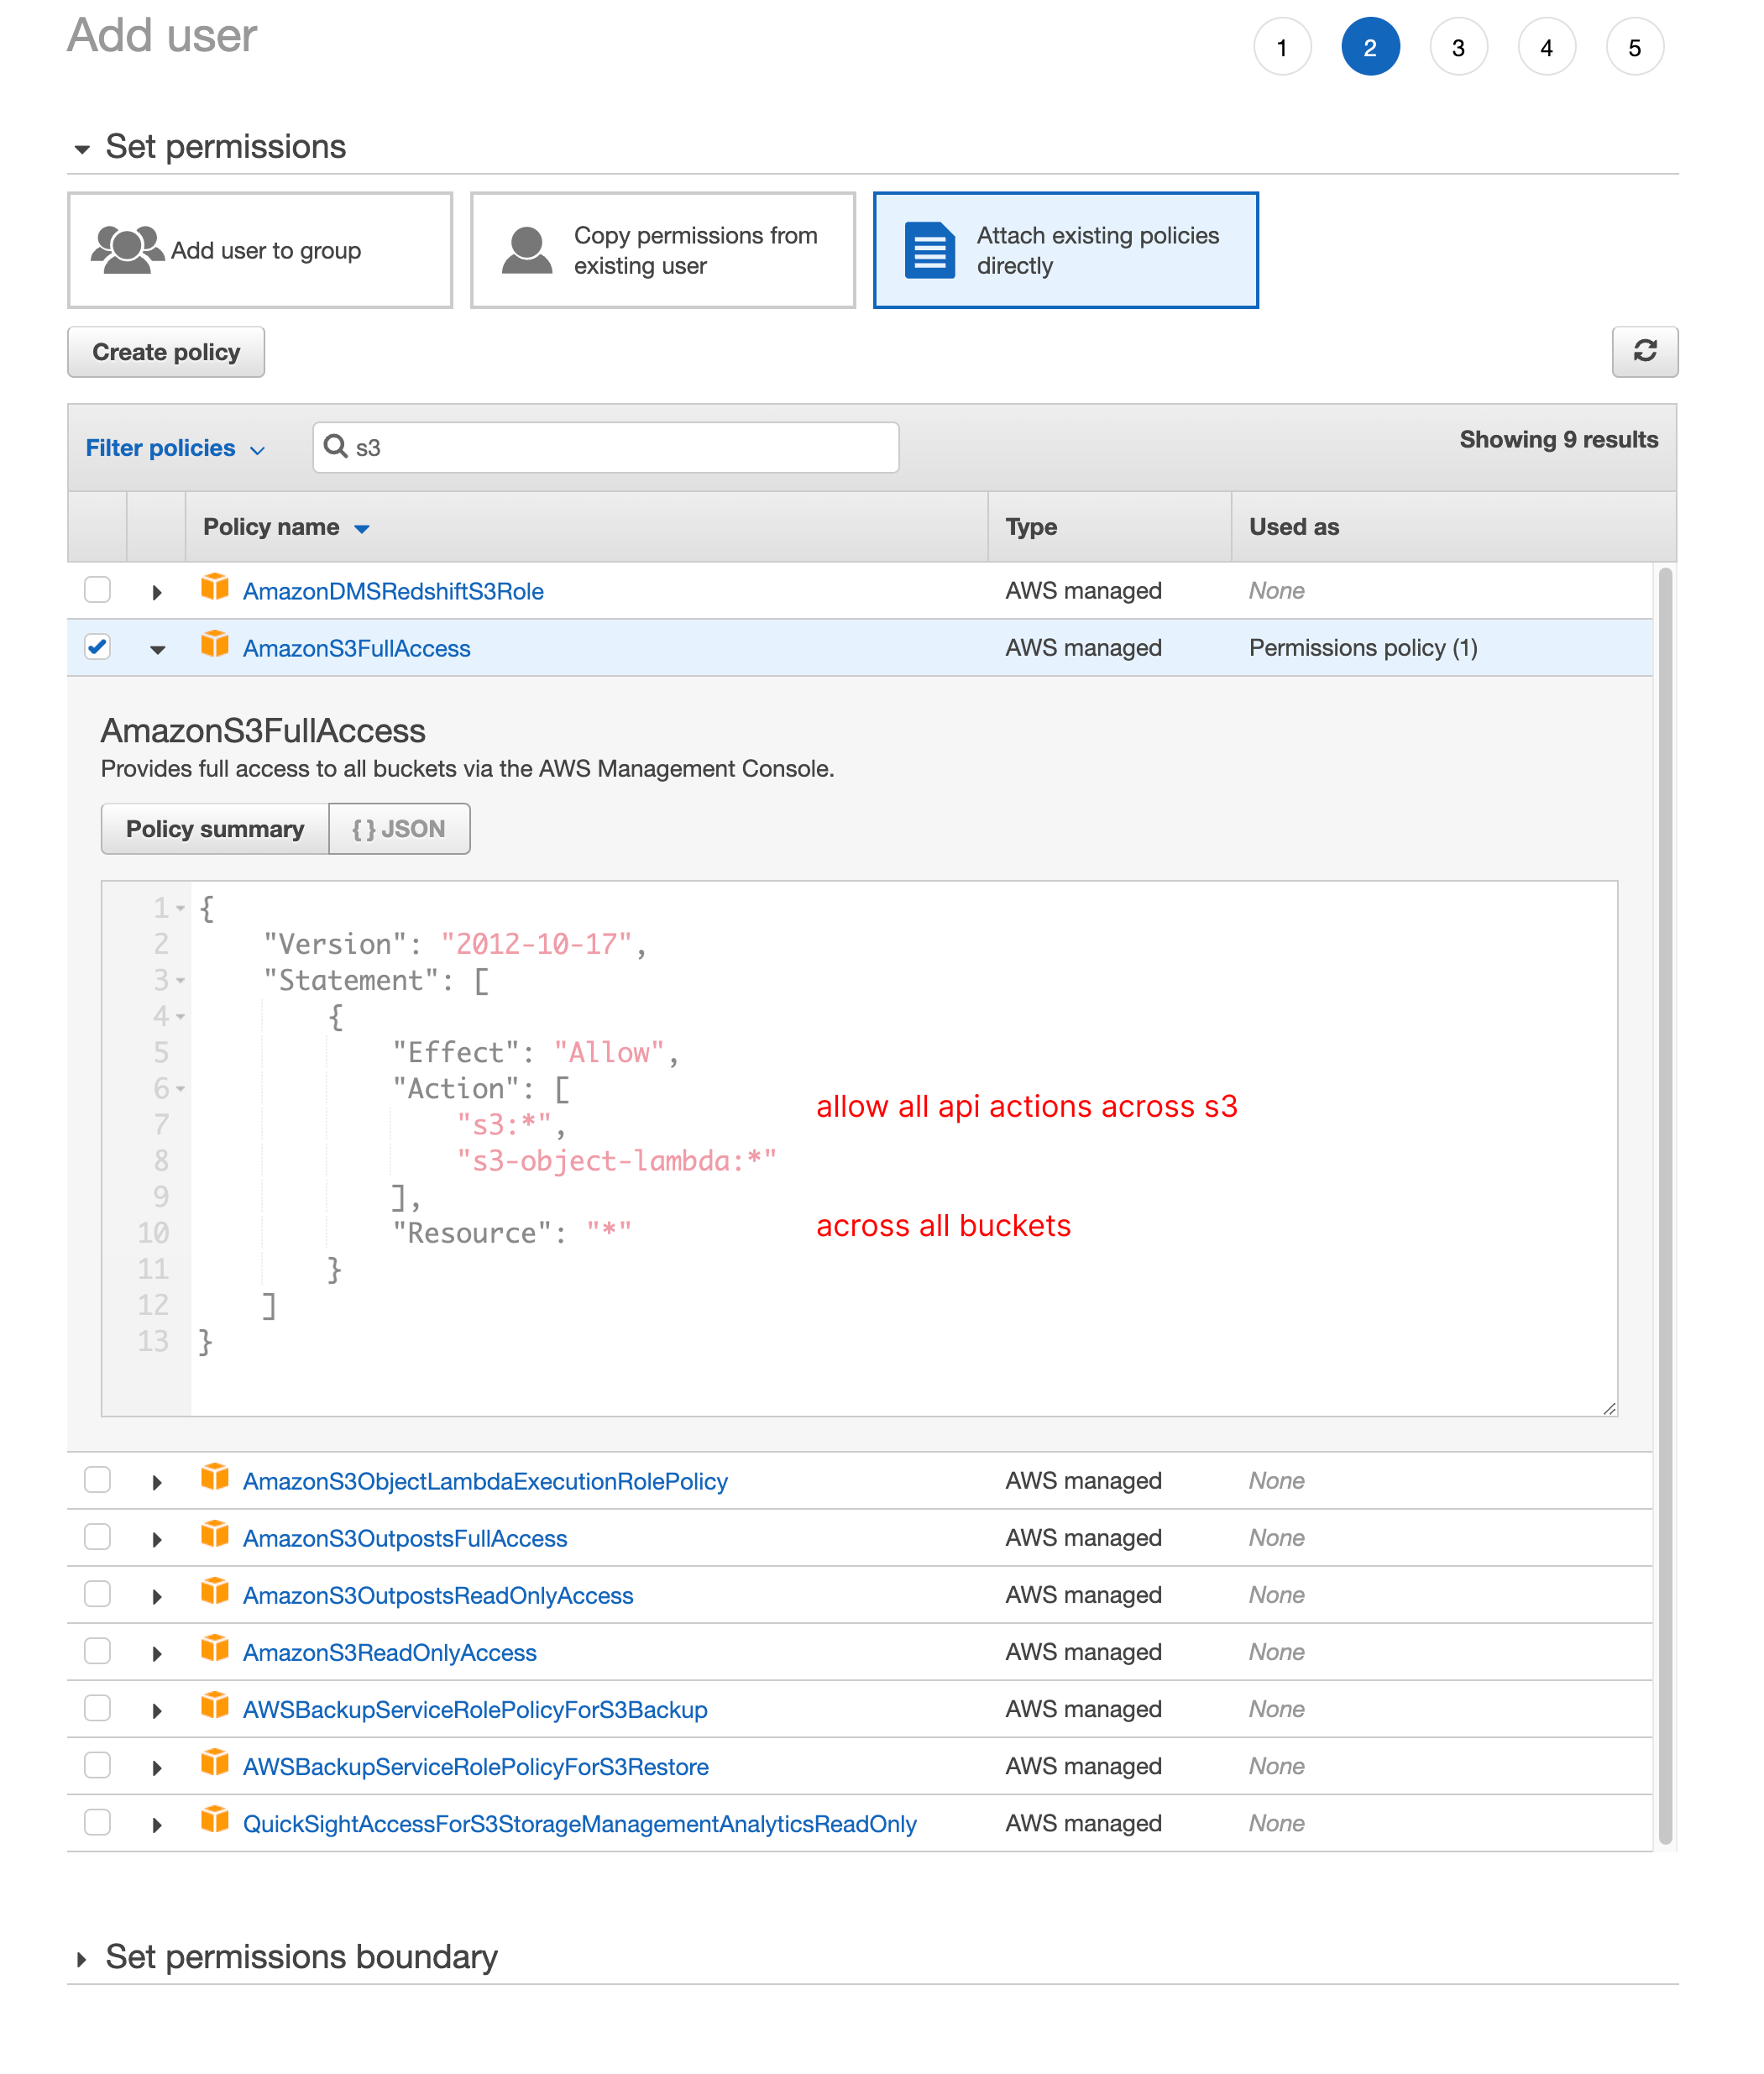 Add user
1 2 3 4 5
Set permissions
Add user to group
Copy permissions from
existing user
Attach existing policies
directly
Create policy
Filter policies
s3
Showing 9 results
Policy name Type Used as
AmazonDMSRedshiftS3Role AWS managed None
AmazonS3FullAccess AWS managed Permissions policy (1)
AmazonS3FullAccess
Provides full access to all buckets via the AWS Management Console.
Policy summary { } JSON
1 {
2 "Version": "2012-10-17",
3 "Statement": [
4 {
5 "Effect": "Allow",
6 "Action": [
allow all api actions across s3
7 "s3:*",
8 "s3-object-lambda:*"
9 ],
10 "Resource": "*" across all buckets
11 }
12 ]
13 }
AmazonS3ObjectLambdaExecutionRolePolicy AWS managed None
AmazonS3OutpostsFullAccess AWS managed None
AmazonS3OutpostsReadOnlyAccess AWS managed None
AmazonS3ReadOnlyAccess AWS managed None
AWSBackupServiceRolePolicyForS3Backup AWS managed None
AWSBackupServiceRolePolicyForS3Restore AWS managed None
QuickSightAccessForS3StorageManagementAnalyticsReadOnly AWS managed None
Set permissions boundary